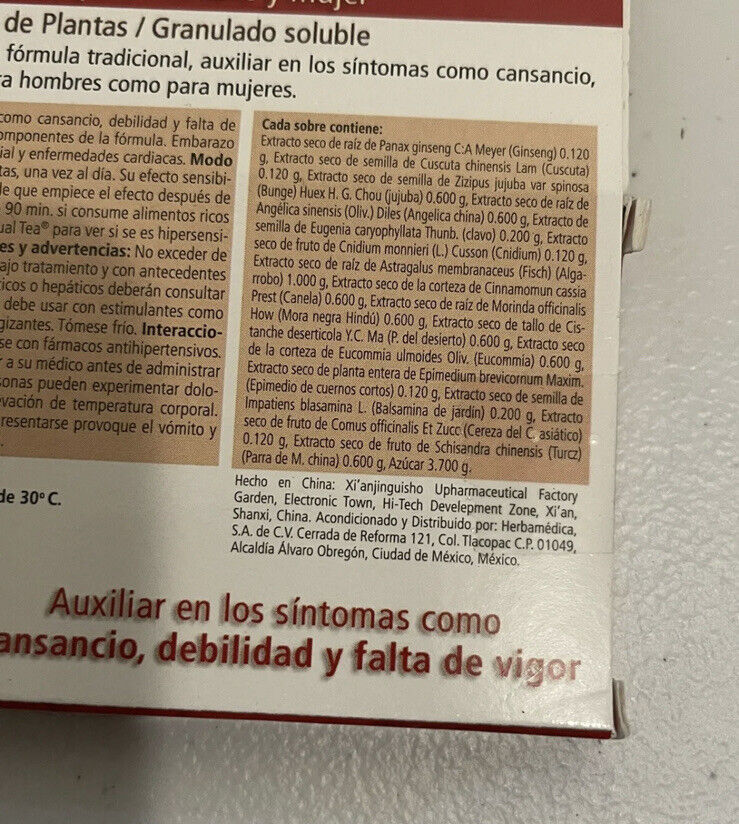 y mujer
de Plantas / Granulado soluble
fórmula tradicional, auxiliar en los síntomas como cansancio,
ra hombres como para mujeres.
como cansancio, debilidad y falta de
omponentes de la fórmula. Embarazo
ial y enfermedades cardiacas. Modo
tas, una vez al día. Su efecto sensibi-
de que empiece el efecto después de
90 min. si consume alimentos ricos
ual Tea® para ver si se es hipersensi-
es y advertencias: No exceder de
ajo tratamiento y con antecedentes
icos o hepáticos deberán consultar
debe usar con estimulantes como
gizantes. Tómese frío. Interaccio-
se con fármacos antihipertensivos.
r a su médico antes de administrar
sonas pueden experimentar dolo-
vación de temperatura corporal.
resentarse provoque el vómito y
de 30° C.
Cada sobre contiene:
Extracto seco de raíz de Panax ginseng C:A Meyer (Ginseng) 0.120
g, Extracto seco de semilla de Cuscuta chinensis Lam (Cuscuta)
0.120 g, Extracto seco de semilla de Zizipus jujuba var spinosa
(Bunge) Huex H. G. Chou (jujuba) 0.600 g, Extracto seco de raíz de
Angélica sinensis (Oliv.) Diles (Angelica china) 0.600 g, Extracto de
semilla de Eugenia caryophyllata Thunb. (clavo) 0.200 g, Extracto
seco de fruto de Cnidium monnieri (L.) Cusson (Cnidium) 0.120 g,
Extracto seco de raíz de Astragalus membranaceus (Fisch) (Alga-
rrobo) 1.000 g, Extracto seco de la corteza de Cinnamomun cassia
Prest (Canela) 0.600 g, Extracto seco de raíz de Morinda officinalis
How (Mora negra Hindú) 0.600 g, Extracto seco de tallo de Cis-
tanche deserticola Y.C. Ma (P. del desierto) 0.600 g, Extracto seco
de la corteza de Eucommia ulmoides Oliv. (Eucommia) 0.600 g,
Extracto seco de planta entera de Epimedium brevicornum Maxim.
(Epimedio de cuernos cortos) 0.120 g, Extracto seco de semilla de
Impatiens blasamina L. (Balsamina de jardín) 0.200 g, Extracto
seco de fruto de Comus officinalis Et Zucc (Cereza del C, asiático)
0.120 g, Extracto seco de fruto de Schisandra chinensis (Turcz)
(Parra de M. china) 0.600 g, Azúcar 3.700 g.
Hecho en China: Xi'anjinguisho Upharmaceutical Factory
Garden, Electronic Town, Hi-Tech Develepment Zone, Xi'an,
Shanxi, China. Acondicionado y Distribuido por: Herbamédica,
S.A. de C.V. Cerrada de Reforma 121, Col. Tlacopac C.P. 01049,
Alcaldía Álvaro Obregón, Ciudad de México, México.
Auxiliar en los síntomas como
ansancio, debilidad y falta de vigor